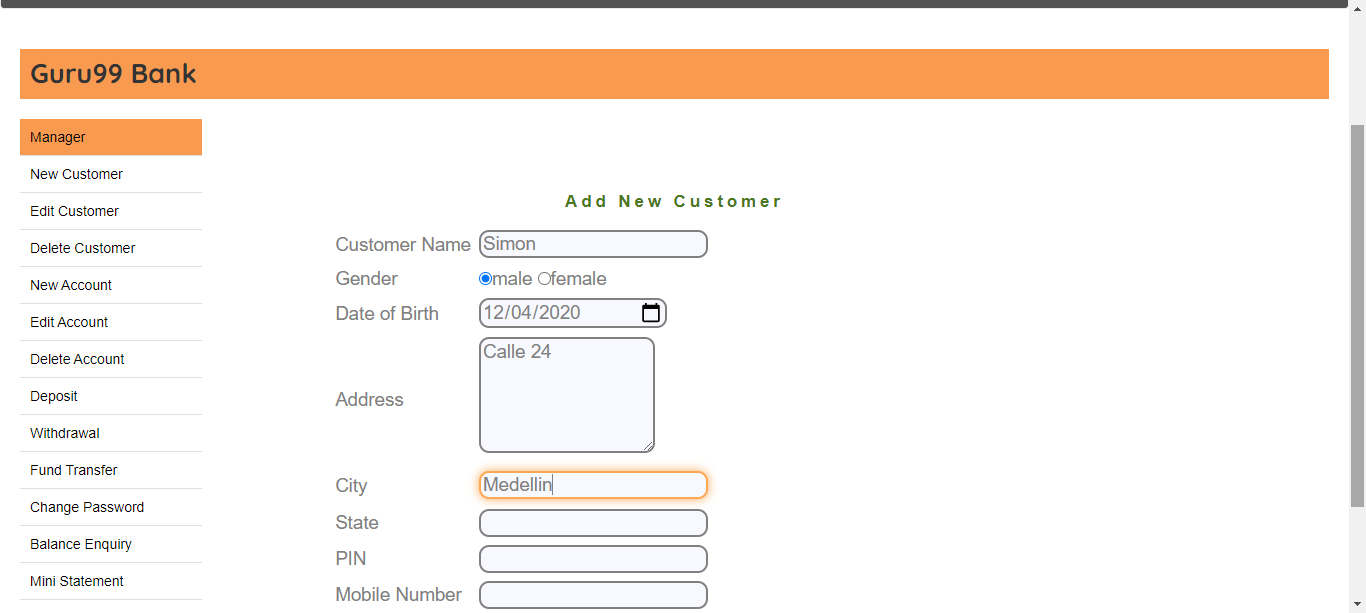 Guru99 Bank
Manager
New Customer
Edit Customer
Delete Customer
New Account
Edit Account
Delete Account
Deposit
Withdrawal
Fund Transfer
Change Password
Balance Enquiry
Mini Statement
Add New Customer
Customer Name Simon
Gender male female
Date of Birth 12/04/2020
Address Calle 24
City Medellin
State
PIN
Mobile Number